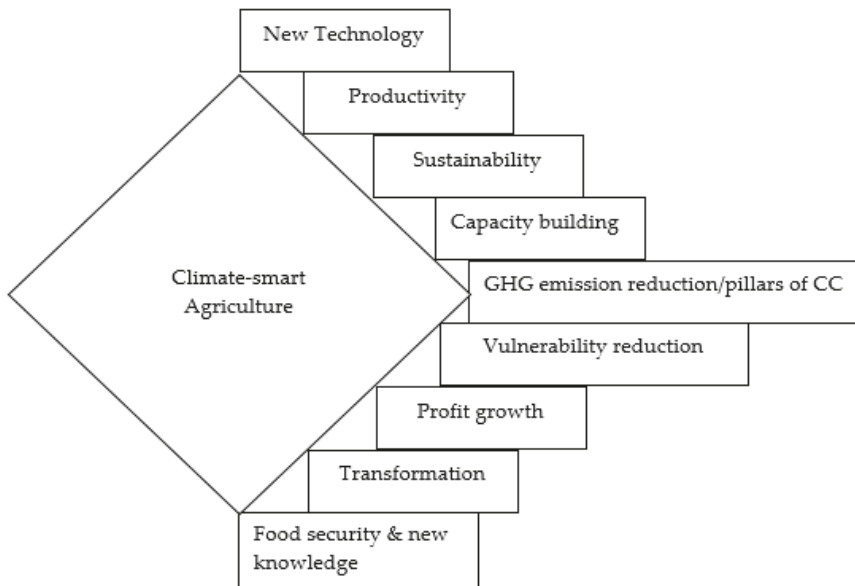 New Technology
Productivity
Sustainability
Capacity building
Climate-smart
Agriculture
GHG emission reduction/pillars of CC
Vulnerability reduction
Profit growth
Transformation
Food security & new
knowledge